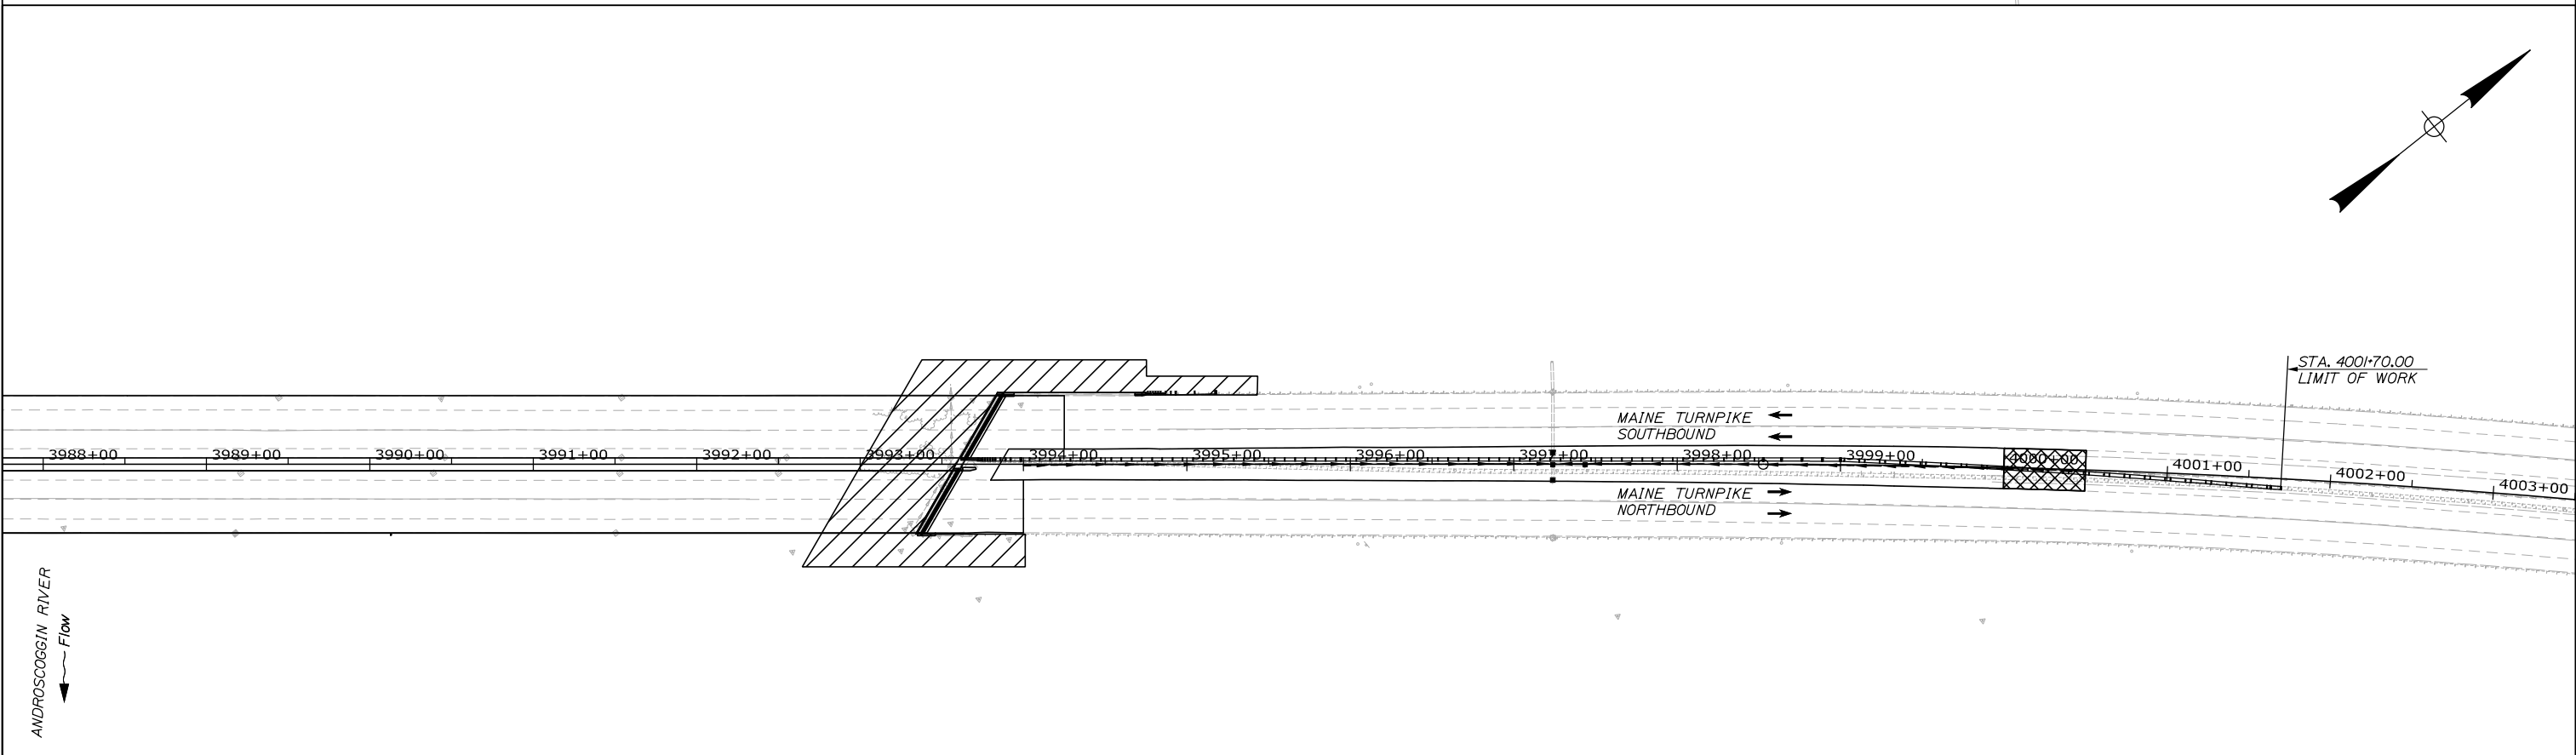 STA. 4001+70.00
LIMIT OF WORK
MAINE TURNPIKE
SOUTHBOUND
3988+00
3989+00
3990+00
3991+00
3992+00
3993+00
3994+00
3995+00
3996+00
3997+00
3998+00
3999+00
4000+00
4001+00
4002+00
4003+00
MAINE TURNPIKE
NORTHBOUND
ANDROSCOGGIN RIVER
Flow